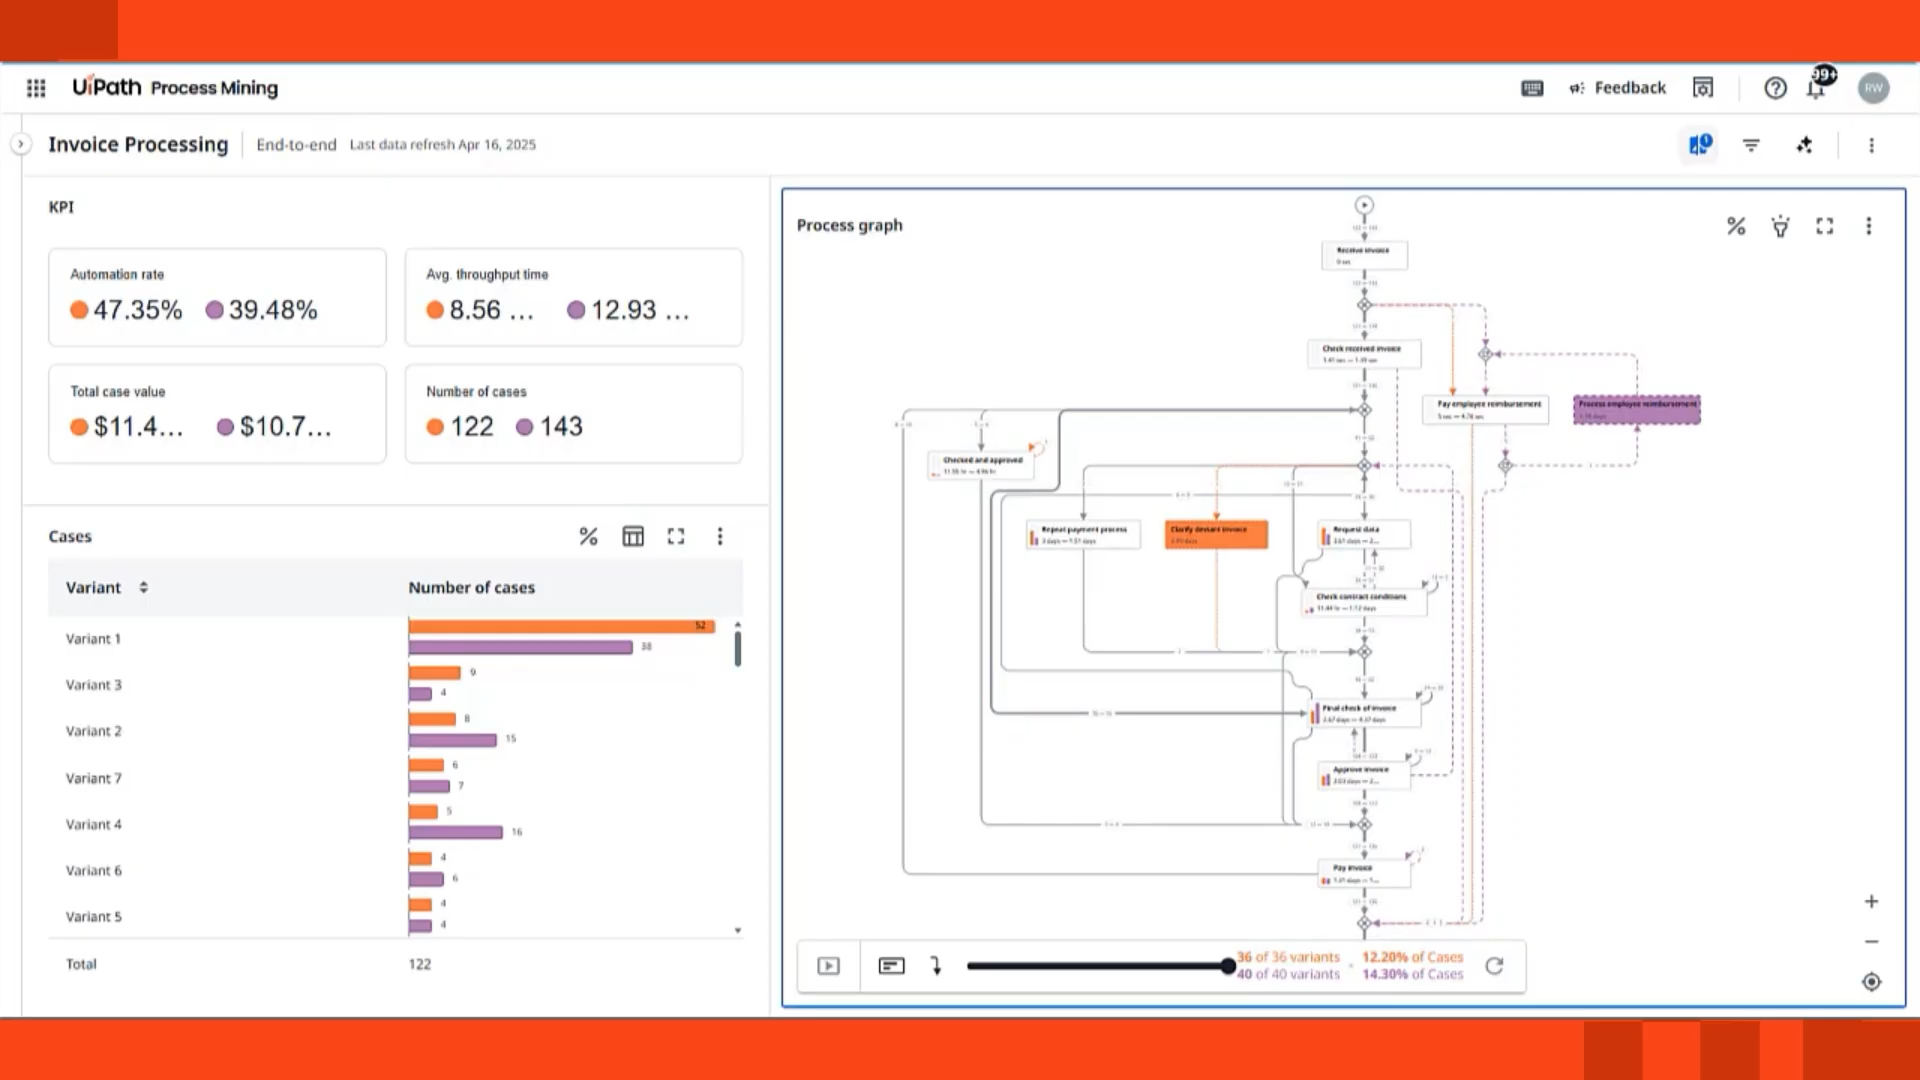 UiPath Process Mining
Feedback
99+
RW
Invoice Processing
End-to-end
Last data refresh Apr 16, 2025
KPI
Automation rate
47.35%
39.48%
Avg. throughput time
8.56 ...
12.93 ...
Total case value
$11.4...
$10.7...
Number of cases
122
143
Cases
Variant
Number of cases
Variant 1
52
38
Variant 3
9
4
Variant 2
8
15
Variant 7
6
7
Variant 4
5
16
Variant 6
4
6
Variant 5
4
4
Total
122
Process graph
Receive invoice
Check received invoice
Pay employee reimbursement
Process employee reimbursement
Checked and approved
Repeat payment process
Clarify deviant invoice
Request data
Check contract conditions
Final check of invoice
Approve invoice
Pay invoice
36 of 36 variants
12.20% of Cases
40 of 40 variants
14.30% of Cases